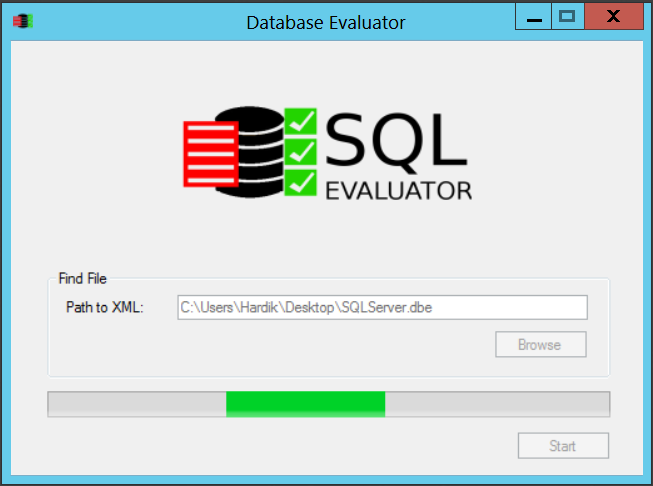 Database Evaluator
SQL
EVALUATOR
Find File
Path to XML:
C:\Users\Hardik\Desktop\SQLServer.dbe
Browse
Start